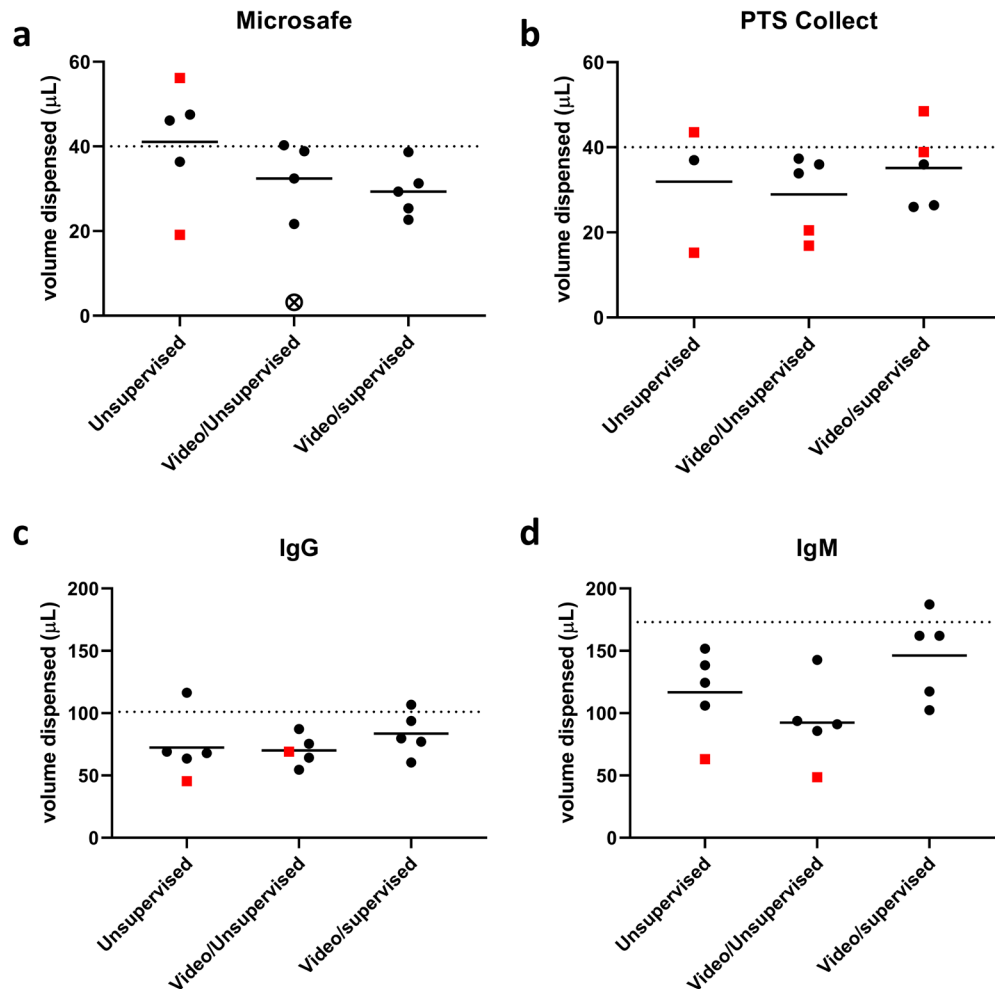 a
Microsafe
volume dispensed (μL)
60
40
20
0
Unsupervised
Video/Unsupervised
Video/supervised
b
PTS Collect
volume dispensed (μL)
60
40
20
0
Unsupervised
Video/Unsupervised
Video/supervised
c
IgG
volume dispensed (μL)
200
150
100
50
0
Unsupervised
Video/Unsupervised
Video/supervised
d
IgM
volume dispensed (μL)
200
150
100
50
0
Unsupervised
Video/Unsupervised
Video/supervised